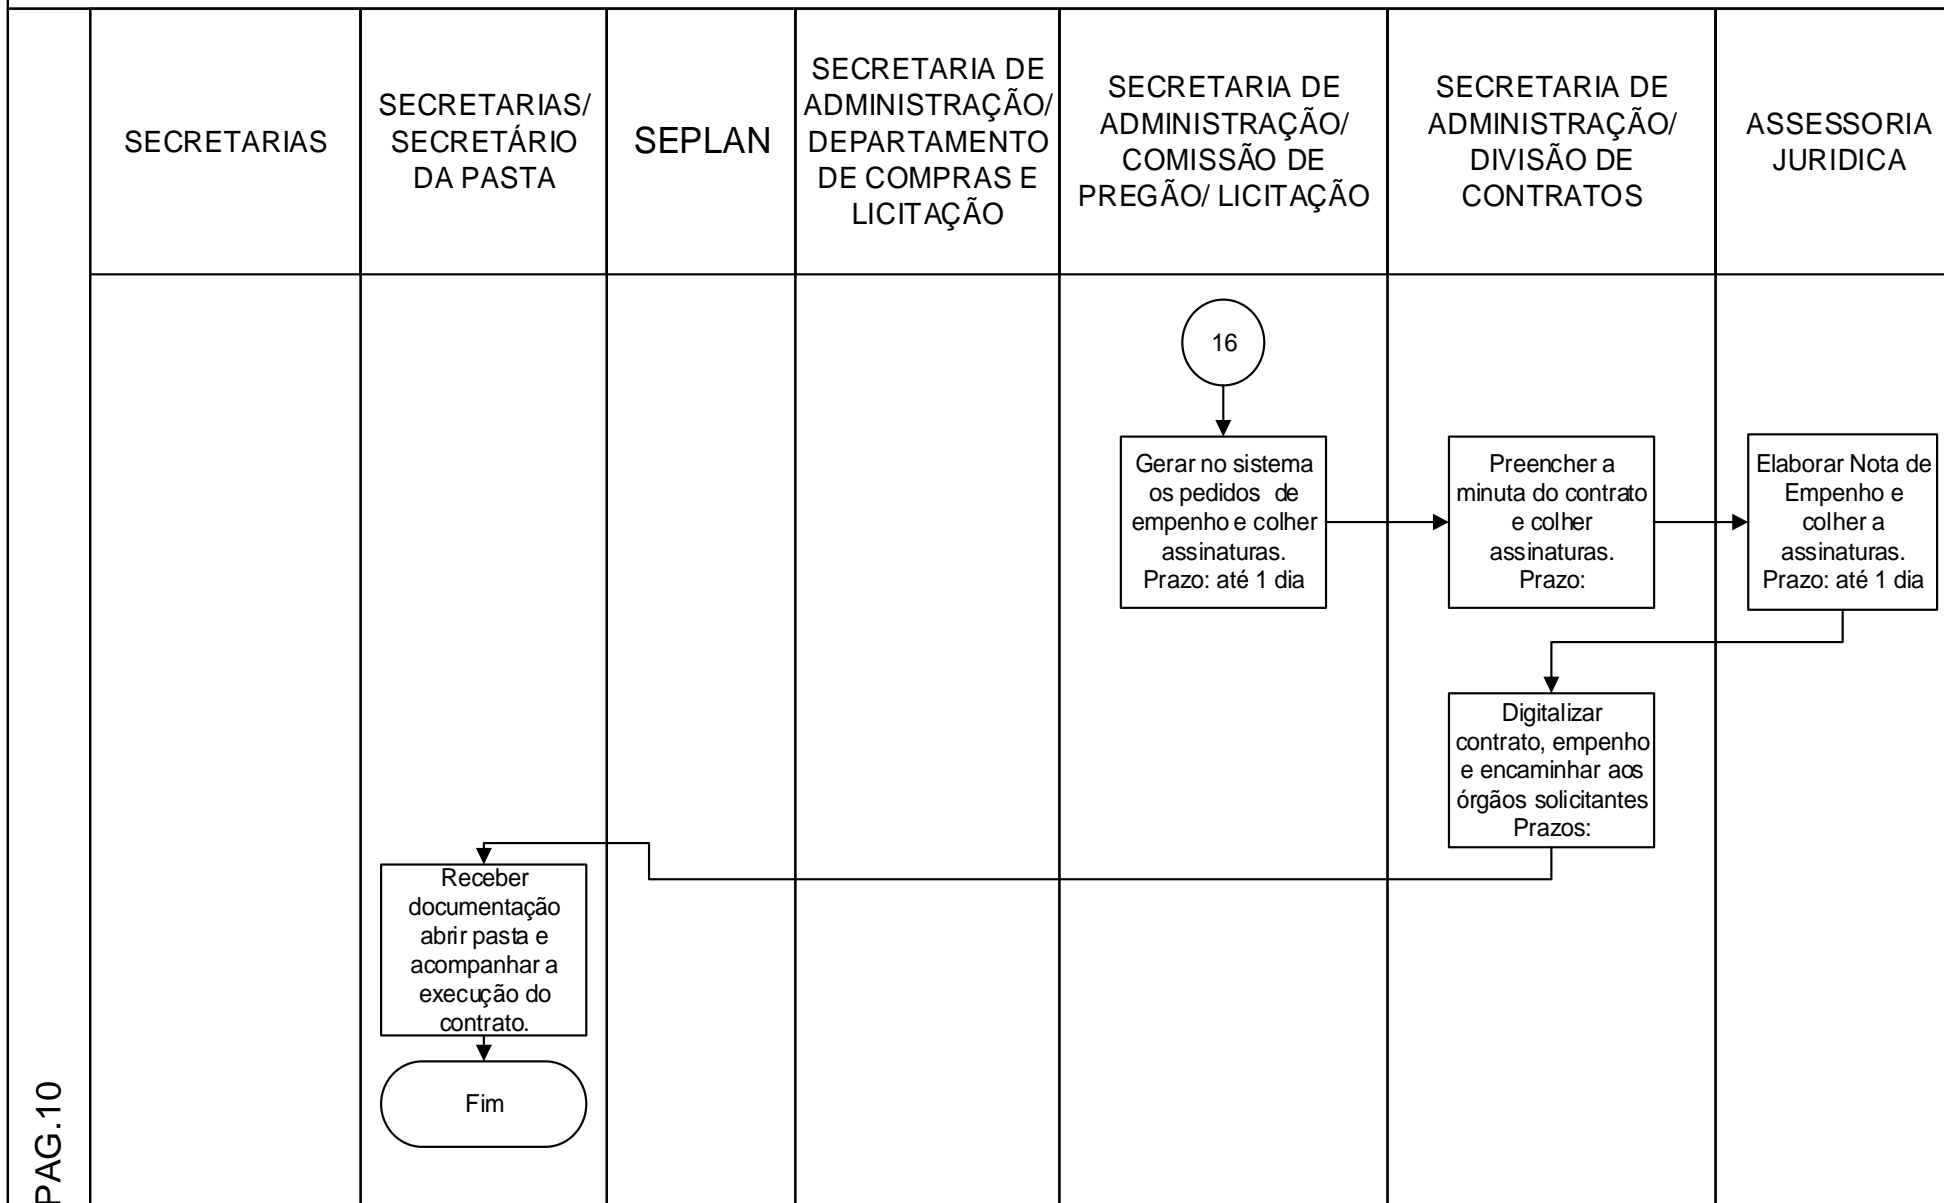 SECRETARIAS
SECRETARIAS/
SECRETÁRIO
DA PASTA
SEPLAN
SECRETARIA DE
ADMINISTRAÇÃO/
DEPARTAMENTO
DE COMPRAS E
LICITAÇÃO
SECRETARIA DE
ADMINISTRAÇÃO/
COMISSÃO DE
PREGÃO/ LICITAÇÃO
SECRETARIA DE
ADMINISTRAÇÃO/
DIVISÃO DE
CONTRATOS
ASSESSORIA
JURIDICA
16
Gerar no sistema
os pedidos de
empenho e colher
assinaturas.
Prazo: até 1 dia
Preencher a
minuta do contrato
e colher
assinaturas.
Prazo:
Elaborar Nota de
Empenho e
colher a
assinaturas.
Prazo: até 1 dia
Digitalizar
contrato, empenho
e encaminhar aos
órgãos solicitantes
Prazos:
Receber
documentação
abrir pasta e
acompanhar a
execução do
contrato.
Fim
PAG.10